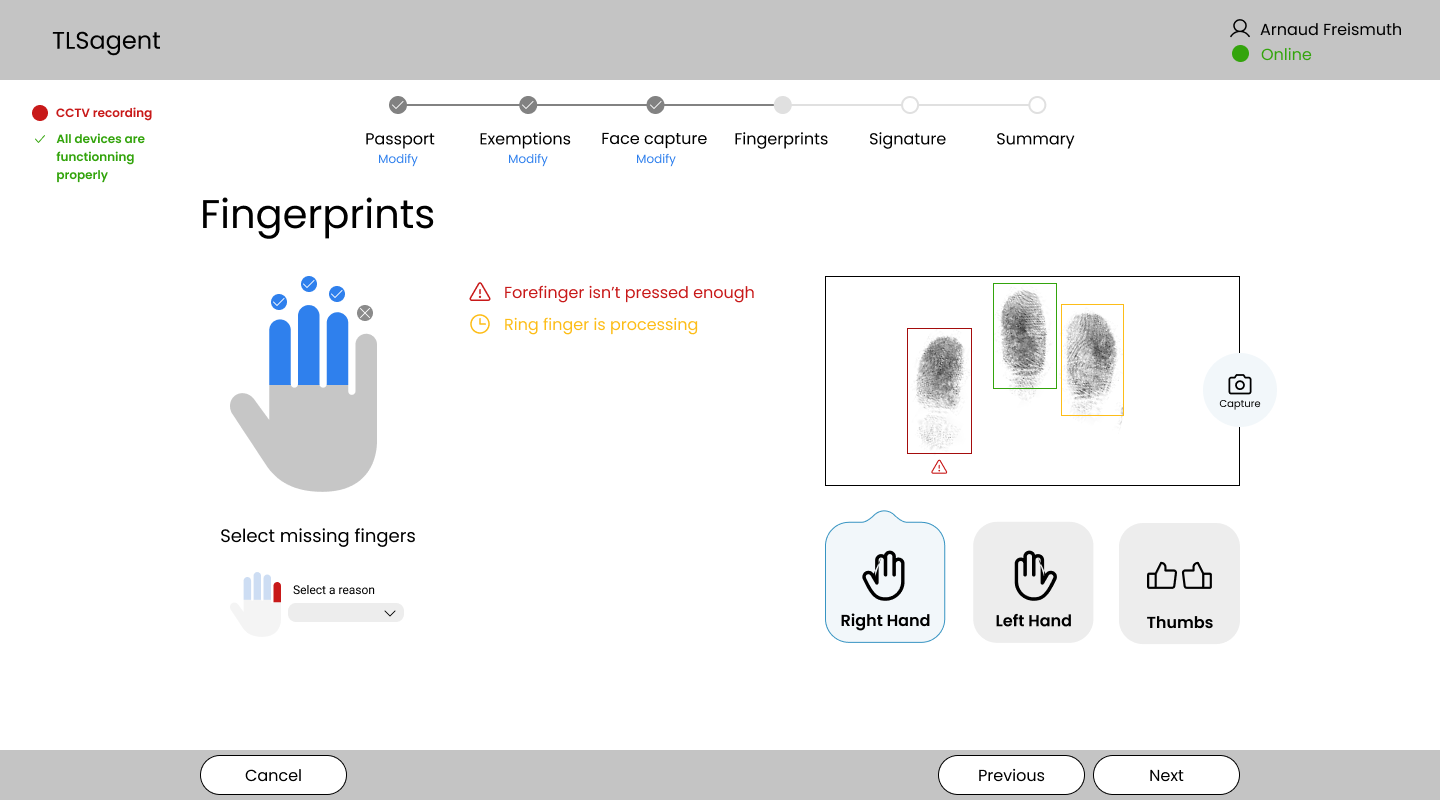 TLSagent
Arnaud Freismuth
Online
CCTV recording
All devices are
functionning
properly
Passport
Modify
Exemptions
Modify
Face capture
Modify
Fingerprints
Signature
Summary
Fingerprints
Forefinger isn't pressed enough
Ring finger is processing
Capture
Select missing fingers
Select a reason
Right Hand
Left Hand
Thumbs
Cancel
Previous
Next